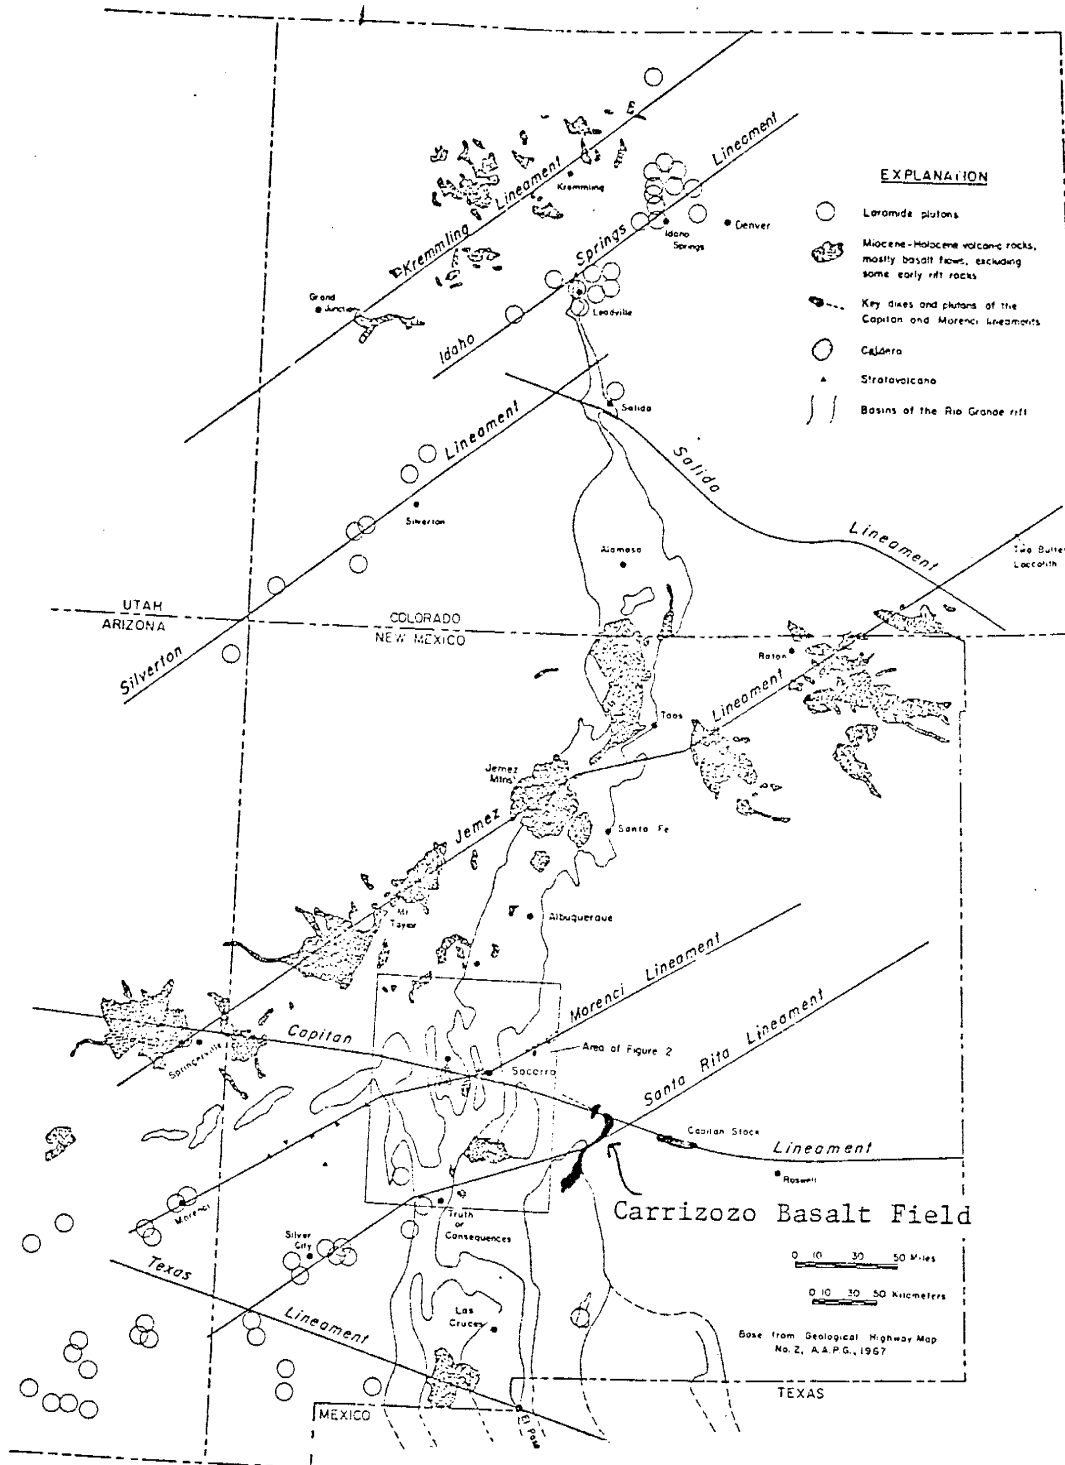 EXPLANATION
Laramide plutons
Miocene-Holocene volcanic rocks,
mostly basalt flows, excluding
some early rift rocks
Key dikes and plutons of the
Capitan and Morenci lineaments
Caldera
Stratovolcano
Basins of the Rio Grande rift
Kremmling Lineament
Kremmling
Idaho Springs Lineament
Idaho
Springs
Denver
Grand
Junction
Leadville
Salida
Salida Lineament
Silverton Lineament
Silverton
Alamosa
Two Buttes
Laccolith
UTAH
ARIZONA
COLORADO
NEW MEXICO
Raton
Taos
Jemez
Mtns
Jemez Lineament
Santa Fe
Mt
Taylor
Albuquerque
Morenci Lineament
Santa Rita Lineament
Area of Figure 2
Capitan Lineament
Springerville
Socorro
Capitan Stock
Roswell
Carrizozo Basalt Field
Morenci
Truth
or
Consequences
Silver
City
Texas Lineament
Las
Cruces
0 10 30 50 Miles
0 10 30 50 Kilometers
Base from Geological Highway Map
No. 2, A.A.P.G., 1967
TEXAS
MEXICO
El Paso